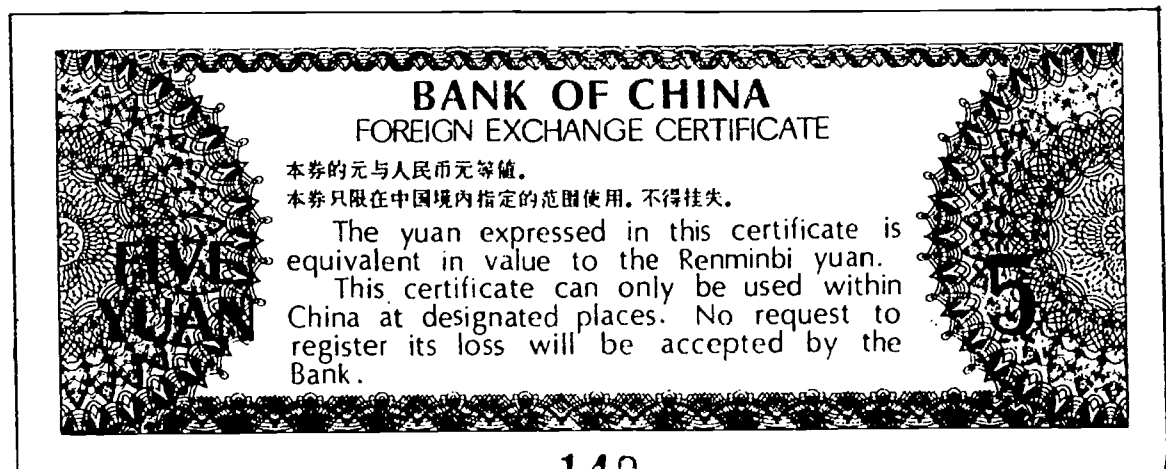 BANK OF CHINA
FOREIGN EXCHANGE CERTIFICATE
本券的元与人民币元等值。
本券只限在中国境内指定的范围使用。不得挂失。
The yuan expressed in this certificate is
equivalent in value to the Renminbi yuan.
This certificate can only be used within
China at designated places. No request to
register its loss will be accepted by the
Bank.
FIVE
YUAN
5